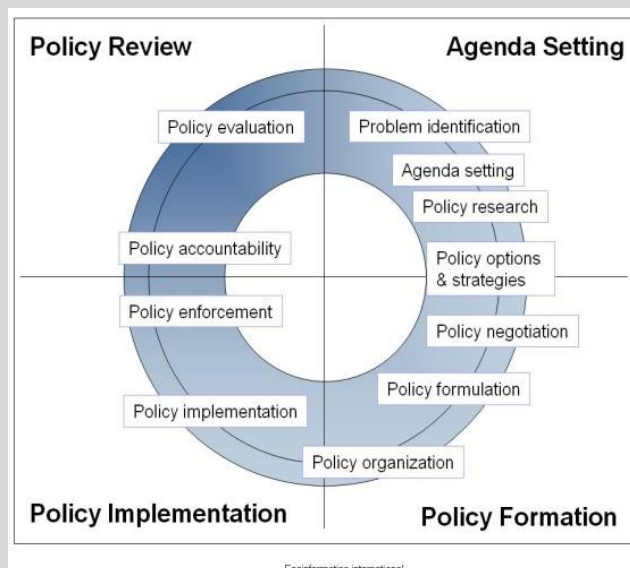 Policy Review
Agenda Setting
Policy evaluation
Problem identification
Agenda setting
Policy research
Policy accountability
Policy options
& strategies
Policy enforcement
Policy negotiation
Policy formulation
Policy implementation
Policy organization
Policy Implementation
Policy Formation